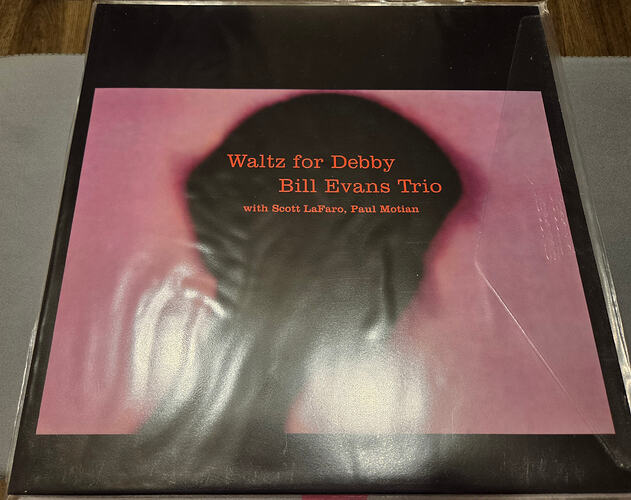 Waltz for Debby
Bill Evans Trio
with Scott LaFaro, Paul Motian